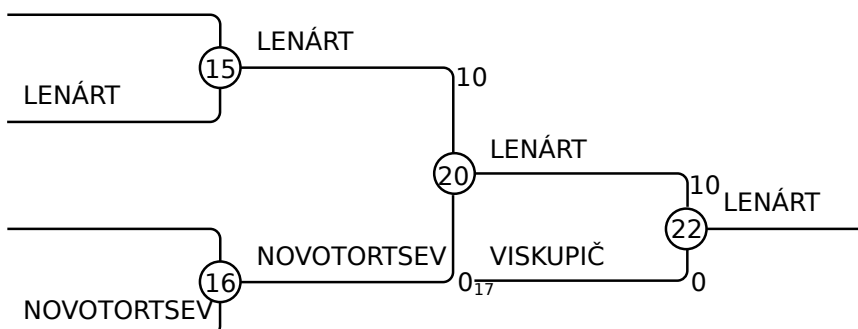 LENÁRT
15
10
LENÁRT
LENÁRT
20
10
LENÁRT
22
NOVOTORTSEV
VISKUPIČ
16
0
17
0
NOVOTORTSEV